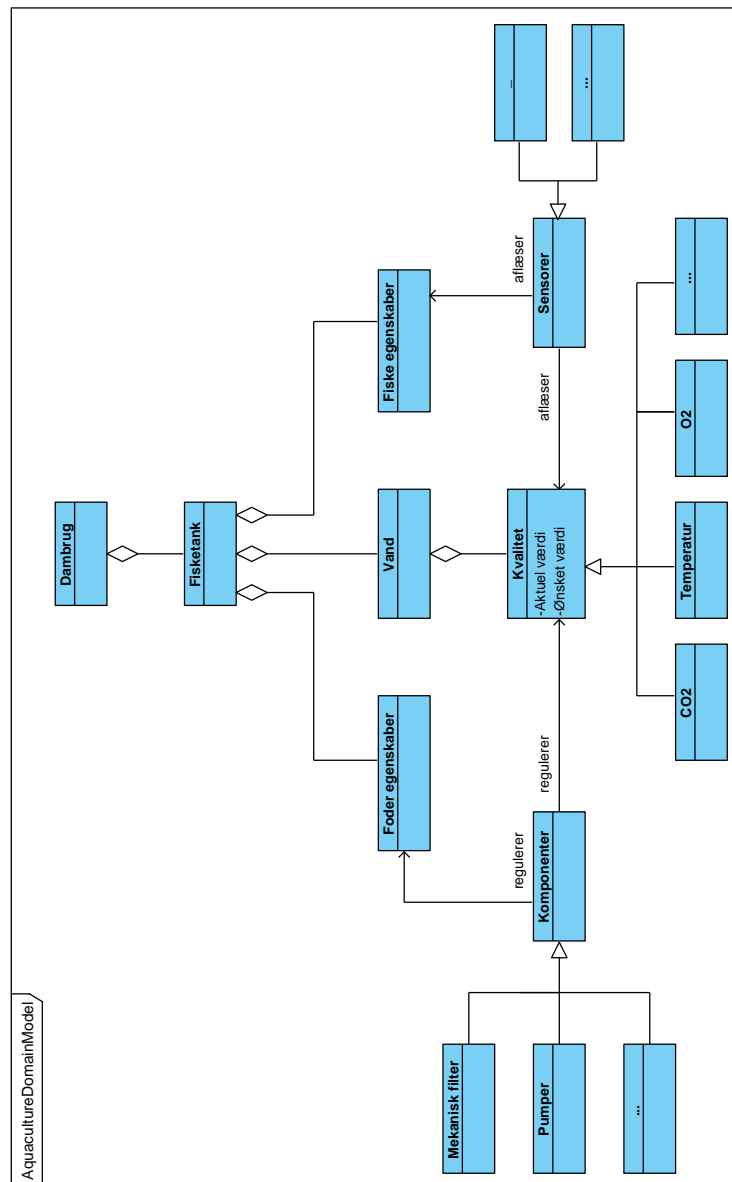 AquacultureDomainModel
Dambrug
Fisketank
Foder egenskaber
Vand
Fiske egenskaber
Mekanisk filter
regulerer
Kvalitet
-Aktuel værdi
-Ønsket værdi
aflæser
_
Pumper
Komponenter
regulerer
aflæser
Sensorer
...
...
CO2
Temperatur
O2
...